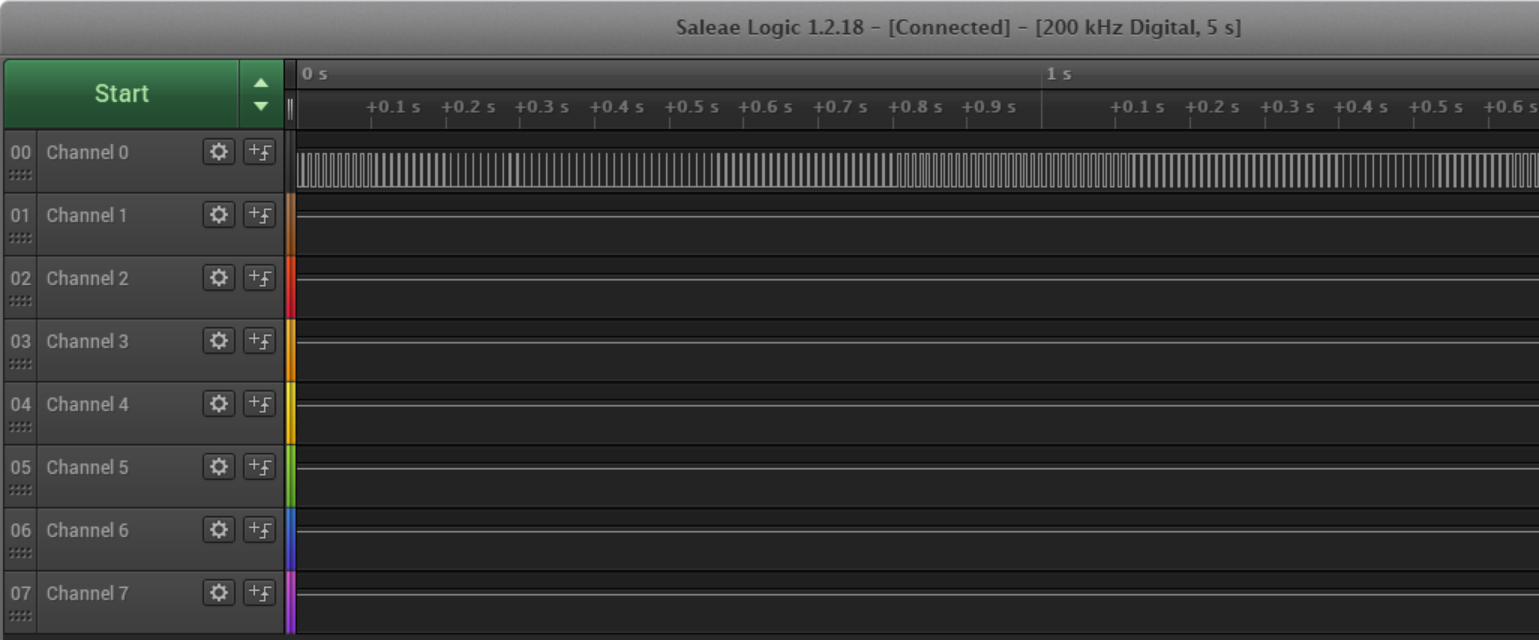 Saleae Logic 1.2.18 – [Connected] – [200 kHz Digital, 5 s]
Start
0 s 1 s
+0.1 s +0.2 s +0.3 s +0.4 s +0.5 s +0.6 s +0.7 s +0.8 s +0.9 s +0.1 s +0.2 s +0.3 s +0.4 s +0.5 s +0.6 s
00 Channel 0
01 Channel 1
02 Channel 2
03 Channel 3
04 Channel 4
05 Channel 5
06 Channel 6
07 Channel 7